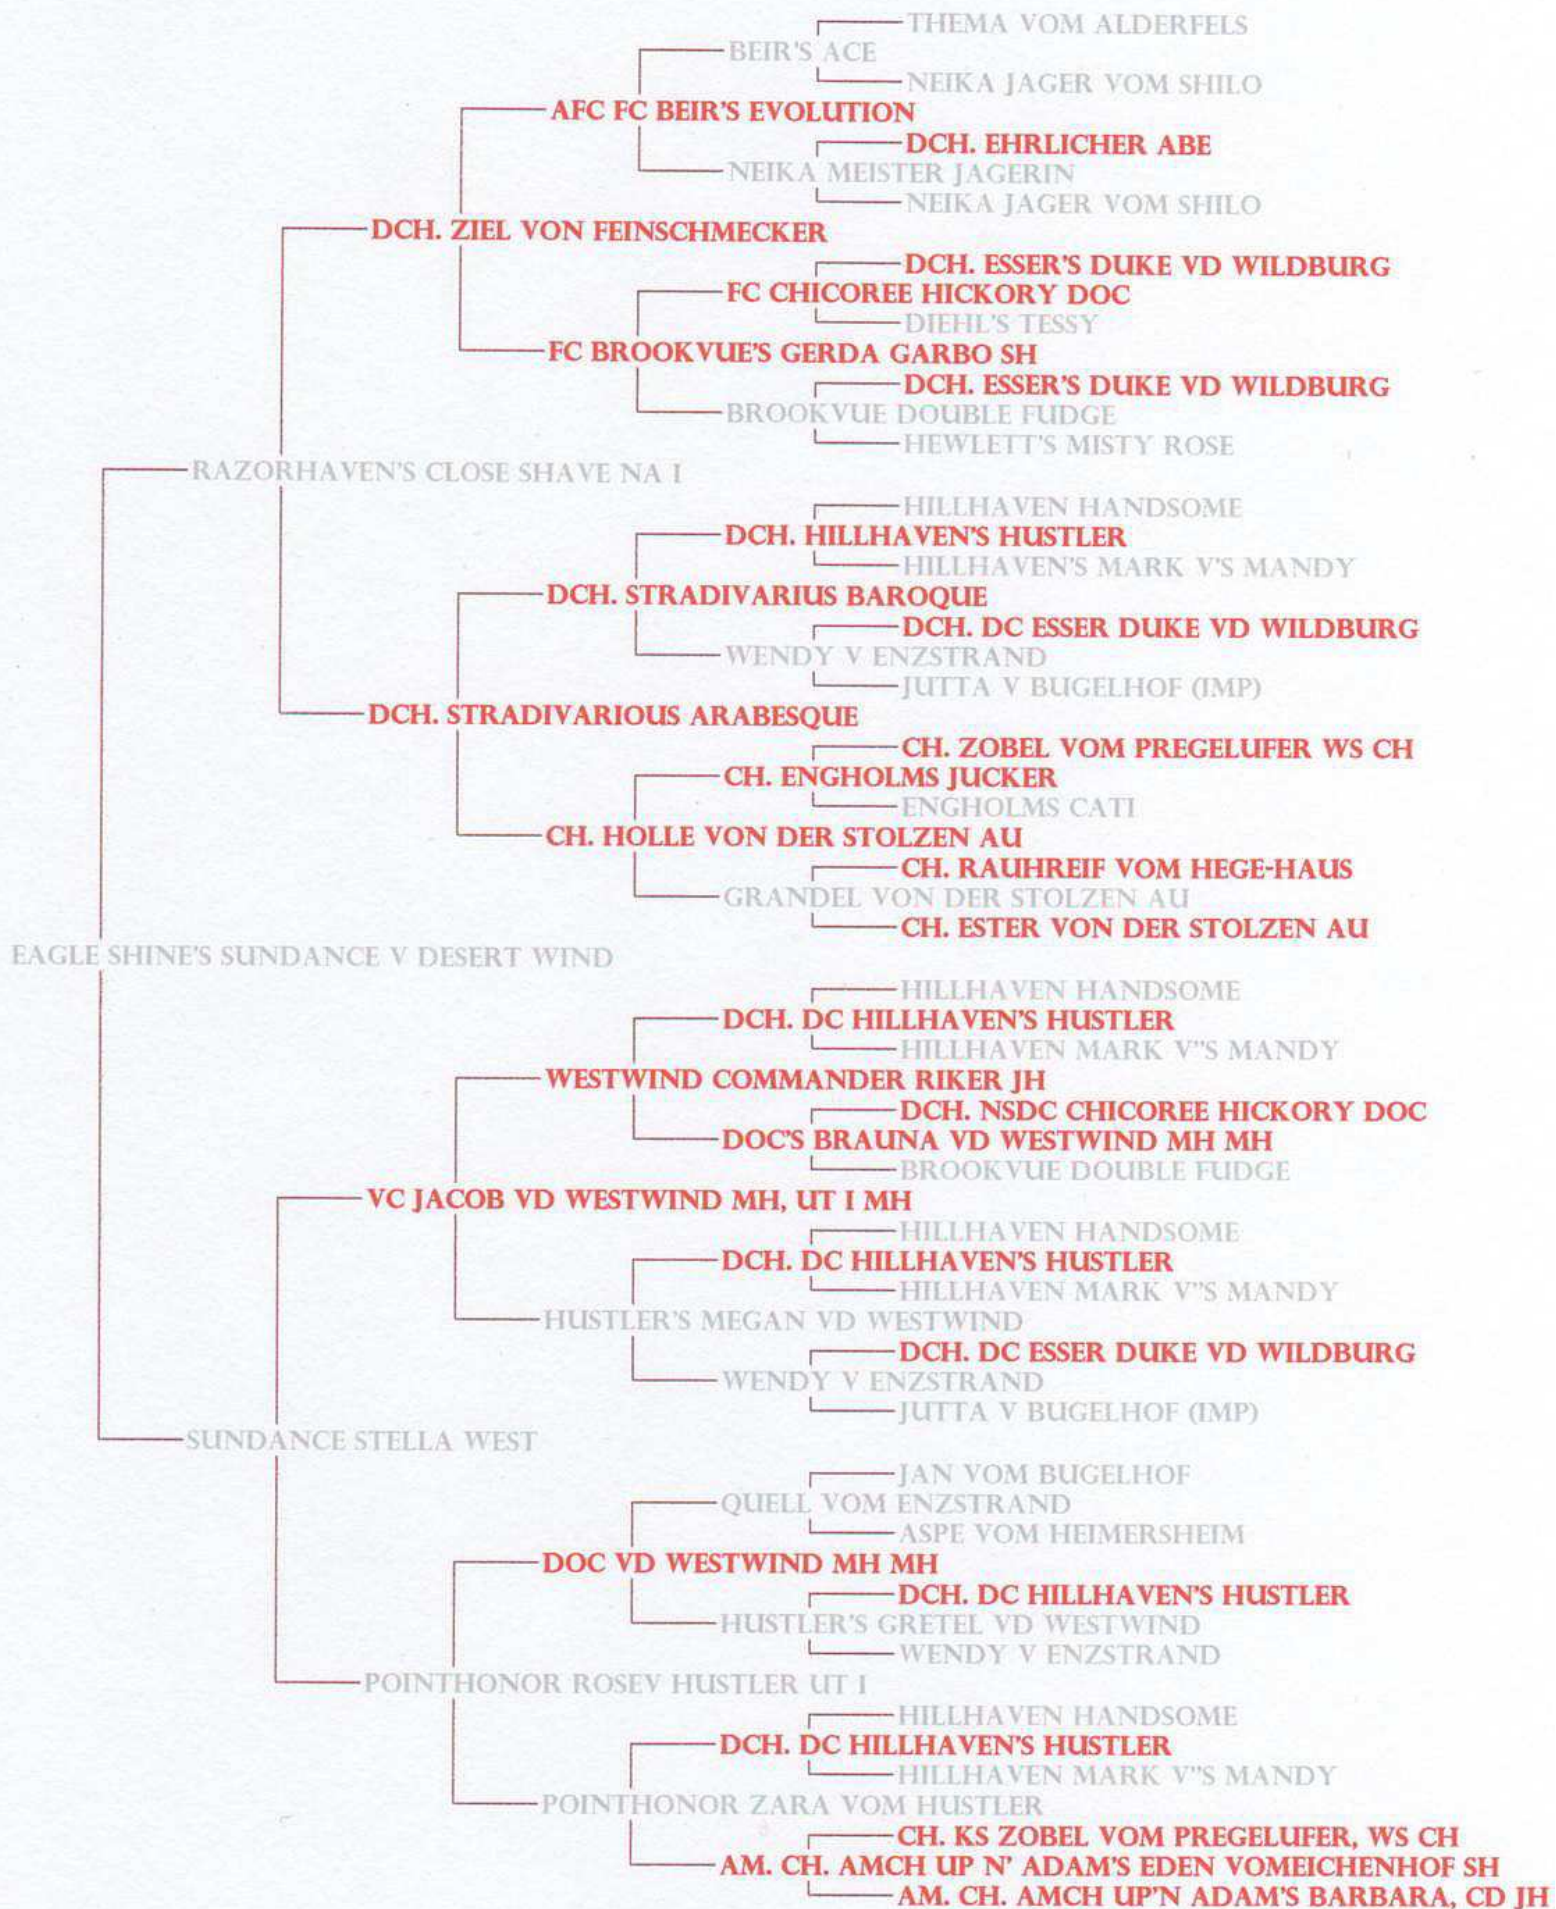 THEMA VOM ALDERFELS
BEIR'S ACE
NEIKA JAGER VOM SHILO
AFC FC BEIR'S EVOLUTION
DCH. EHRLICHER ABE
NEIKA MEISTER JAGERIN
NEIKA JAGER VOM SHILO
DCH. ZIEL VON FEINSCHMECKER
DCH. ESSER'S DUKE VD WILDBURG
FC CHICOREE HICKORY DOC
DIEHL'S TESSY
FC BROOKVUE'S GERDA GARBO SH
DCH. ESSER'S DUKE VD WILDBURG
BROOKVUE DOUBLE FUDGE
HEWLETT'S MISTY ROSE
RAZORHAVEN'S CLOSE SHAVE NA I
HILLHAVEN HANDSOME
DCH. HILLHAVEN'S HUSTLER
HILLHAVEN'S MARK V'S MANDY
DCH. STRADIVARIUS BAROQUE
DCH. DC ESSER DUKE VD WILDBURG
WENDY V ENZSTRAND
JUTTA V BUGELHOF (IMP)
DCH. STRADIVARIOUS ARABESQUE
CH. ZOBEL VOM PREGELUFER WS CH
CH. ENGHOLMS JUCKER
ENGHOLMS CATI
CH. HOLLE VON DER STOLZEN AU
CH. RAUHREIF VOM HEGE-HAUS
GRANDEL VON DER STOLZEN AU
CH. ESTER VON DER STOLZEN AU
EAGLE SHINE'S SUNDANCE V DESERT WIND
HILLHAVEN HANDSOME
DCH. DC HILLHAVEN'S HUSTLER
HILLHAVEN MARK V"S MANDY
WESTWIND COMMANDER RIKER JH
DCH. NSDC CHICOREE HICKORY DOC
DOC'S BRAUNA VD WESTWIND MH MH
BROOKVUE DOUBLE FUDGE
VC JACOB VD WESTWIND MH, UT I MH
HILLHAVEN HANDSOME
DCH. DC HILLHAVEN'S HUSTLER
HILLHAVEN MARK V"S MANDY
HUSTLER'S MEGAN VD WESTWIND
DCH. DC ESSER DUKE VD WILDBURG
WENDY V ENZSTRAND
JUTTA V BUGELHOF (IMP)
SUNDANCE STELLA WEST
JAN VOM BUGELHOF
QUELL VOM ENZSTRAND
ASPE VOM HEIMERSHEIM
DOC VD WESTWIND MH MH
DCH. DC HILLHAVEN'S HUSTLER
HUSTLER'S GRETEL VD WESTWIND
WENDY V ENZSTRAND
POINTHONOR ROSEV HUSTLER UT I
HILLHAVEN HANDSOME
DCH. DC HILLHAVEN'S HUSTLER
HILLHAVEN MARK V"S MANDY
POINTHONOR ZARA VOM HUSTLER
CH. KS ZOBEL VOM PREGELUFER, WS CH
AM. CH. AMCH UP N' ADAM'S EDEN VOMEICHENHOF SH
AM. CH. AMCH UP'N ADAM'S BARBARA, CD JH